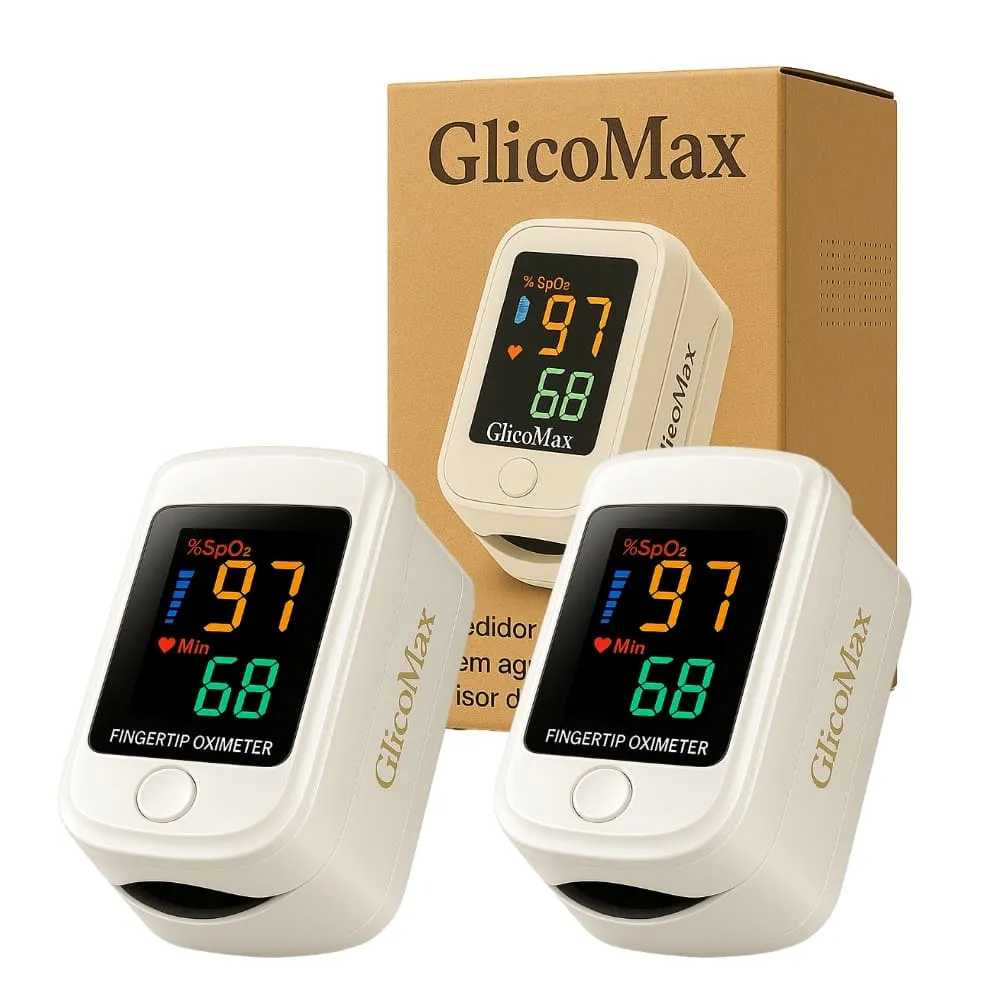 GlicoMax
% SpO₂
97
68
GlicoMax
%SpO₂
97
Min
68
FINGERTIP OXIMETER
GlicoMax
%SpO₂
97
Min
68
FINGERTIP OXIMETER
GlicoMax